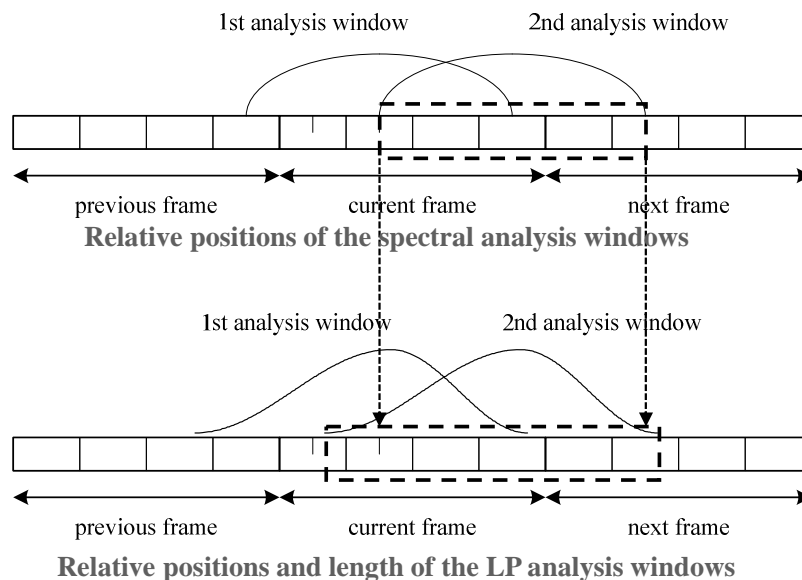 1st analysis window 2nd analysis window
previous frame current frame next frame
Relative positions of the spectral analysis windows
1st analysis window 2nd analysis window
previous frame current frame next frame
Relative positions and length of the LP analysis windows